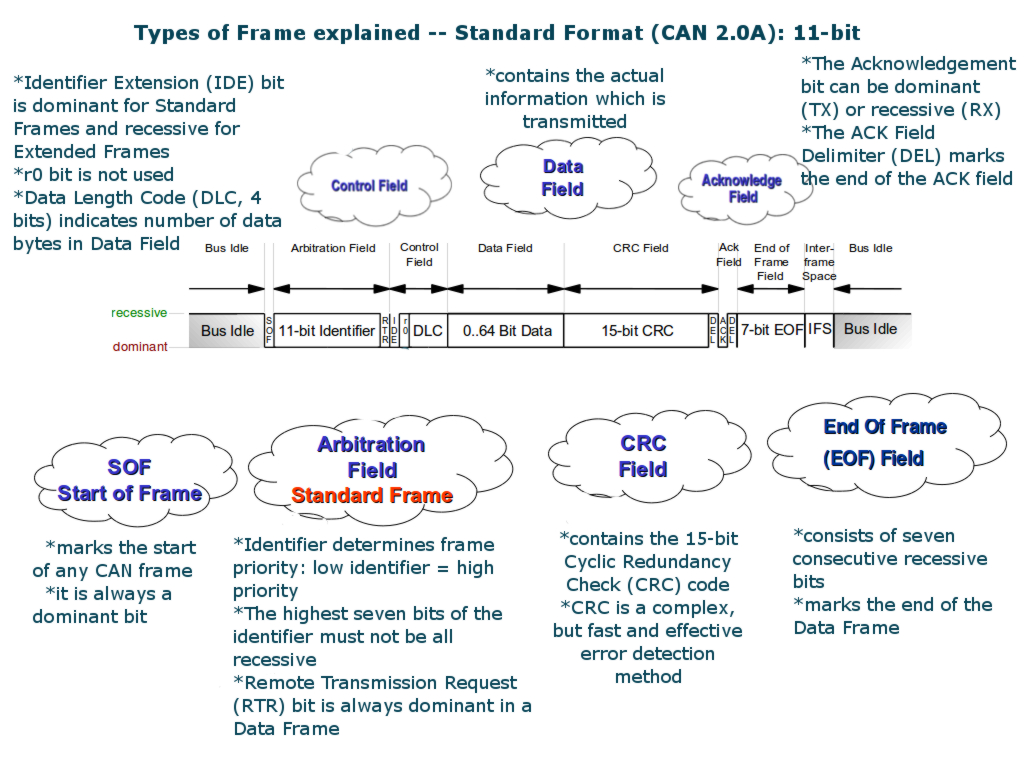 Types of Frame explained -- Standard Format (CAN 2.0A): 11-bit
*Identifier Extension (IDE) bit
is dominant for Standard
Frames and recessive for
Extended Frames
*r0 bit is not used
*Data Length Code (DLC, 4
bits) indicates number of data
bytes in Data Field
Control Field
*contains the actual
information which is
transmitted
Data
Field
*The Acknowledgement
bit can be dominant
(TX) or recessive (RX)
*The ACK Field
Delimiter (DEL) marks
the end of the ACK field
Acknowledge
Field
Bus Idle
Arbitration Field
Control
Field
Data Field
CRC Field
Ack
Field
End of
Frame
Field
Inter-
frame
Space
Bus Idle
recessive
dominant
Bus Idle
SOF
11-bit Identifier
RTR
IDE
r0
DLC
0..64 Bit Data
15-bit CRC
DEL
ACK
DEL
7-bit EOF
IFS
Bus Idle
SOF
Start of Frame
*marks the start
of any CAN frame
*it is always a
dominant bit
Arbitration
Field
Standard Frame
*Identifier determines frame
priority: low identifier = high
priority
*The highest seven bits of the
identifier must not be all
recessive
*Remote Transmission Request
(RTR) bit is always dominant in a
Data Frame
CRC
Field
*contains the 15-bit
Cyclic Redundancy
Check (CRC) code
*CRC is a complex,
but fast and effective
error detection
method
End Of Frame
(EOF) Field
*consists of seven
consecutive recessive
bits
*marks the end of the
Data Frame